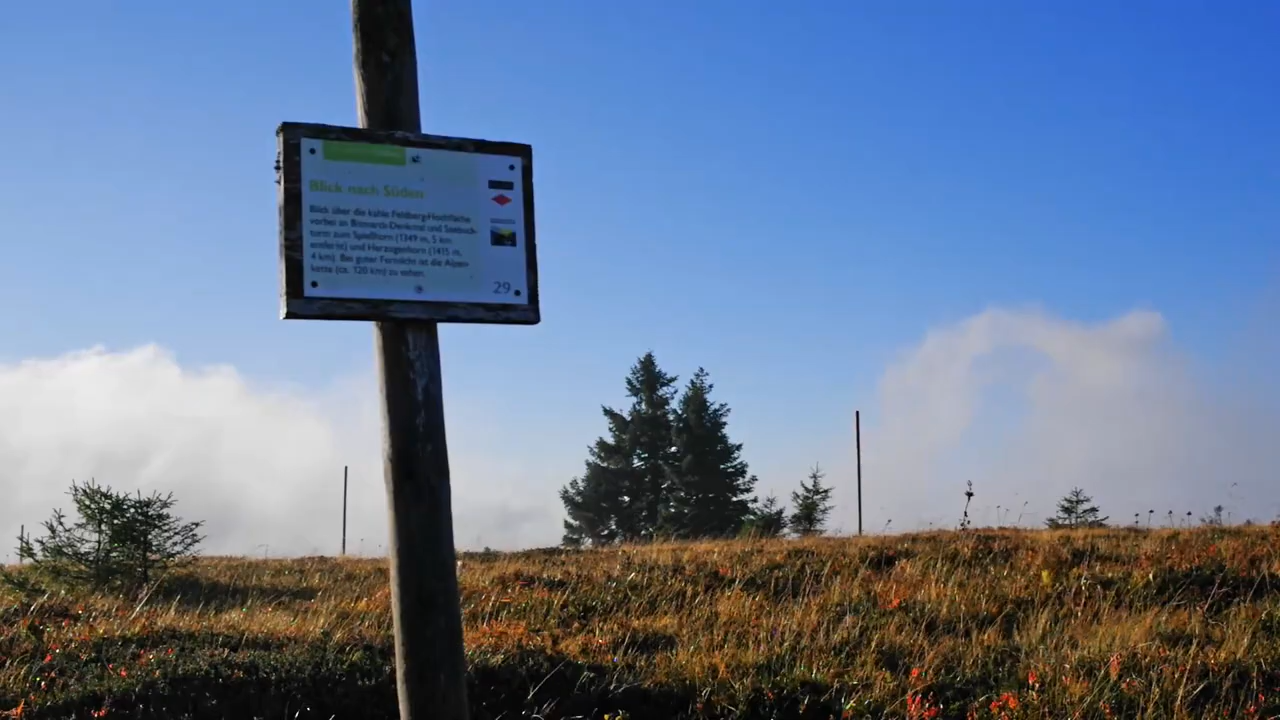 Blick nach Süden
Blick über die kahle Feldberg-Hochfläche
vorbei an Bismarck-Denkmal und Seebuck-
turm zum Spießhorn (1349 m, 5 km
entfernt) und Herzogenhorn (1415 m,
4 km). Bei guter Fernsicht ist die Alpen-
kette (ca. 120 km) zu sehen.
29